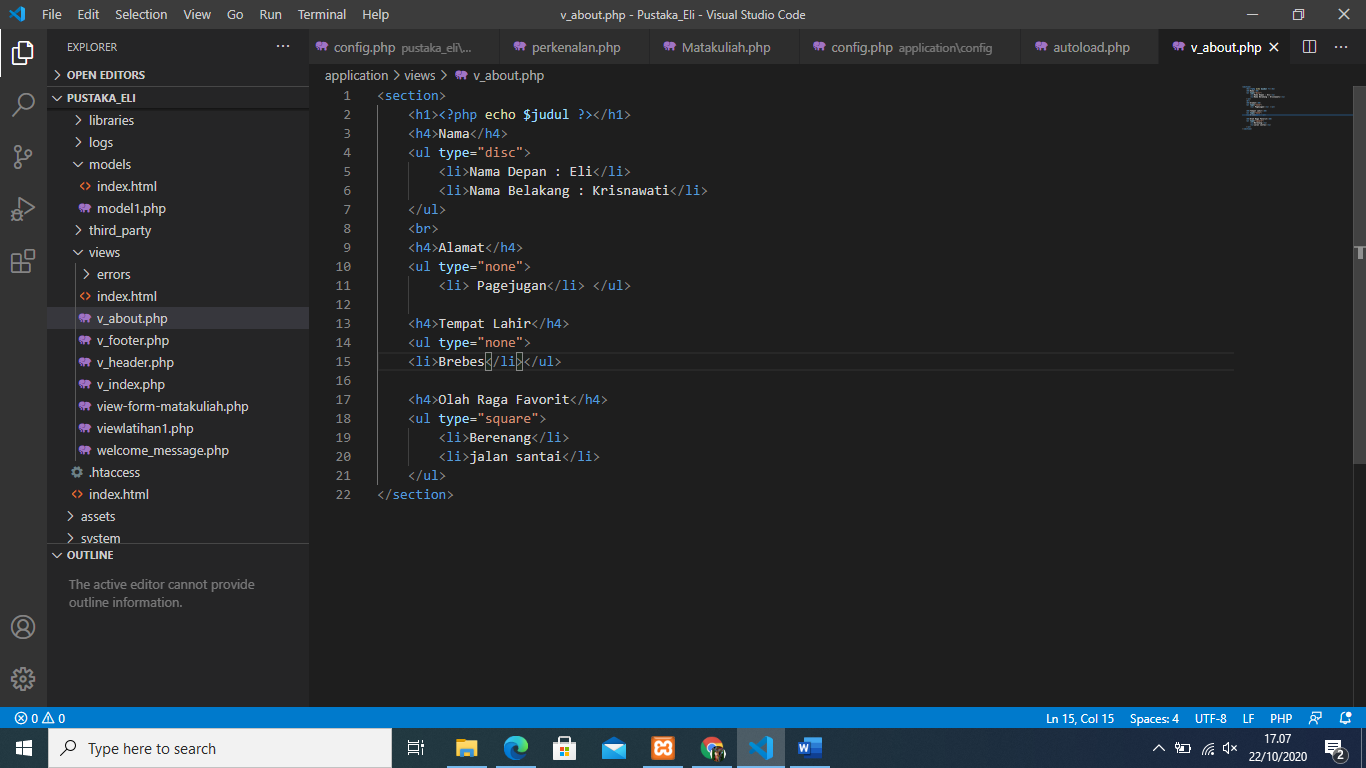 File Edit Selection View Go Run Terminal Help v_about.php - Pustaka_Eli - Visual Studio Code
EXPLORER ···
config.php pustaka_eli\... perkenalan.php Matakuliah.php config.php application\config autoload.php v_about.php
OPEN EDITORS
PUSTAKA_ELI
libraries
logs
models
index.html
model1.php
third_party
views
errors
index.html
v_about.php
v_footer.php
v_header.php
v_index.php
view-form-matakuliah.php
viewlatihan1.php
welcome_message.php
.htaccess
index.html
assets
system
OUTLINE
The active editor cannot provide
outline information.
application > views > v_about.php
1 <section>
2 <h1><?php echo $judul ?></h1>
3 <h4>Nama</h4>
4 <ul type="disc">
5 <li>Nama Depan : Eli</li>
6 <li>Nama Belakang : Krisnawati</li>
7 </ul>
8 <br>
9 <h4>Alamat</h4>
10 <ul type="none">
11 <li> Pagejugan</li> </ul>
12
13 <h4>Tempat Lahir</h4>
14 <ul type="none">
15 <li>Brebes</li></ul>
16
17 <h4>Olah Raga Favorit</h4>
18 <ul type="square">
19 <li>Berenang</li>
20 <li>jalan santai</li>
21 </ul>
22 </section>
0 0 Ln 15, Col 15 Spaces: 4 UTF-8 LF PHP
Type here to search
17.07
22/10/2020
2